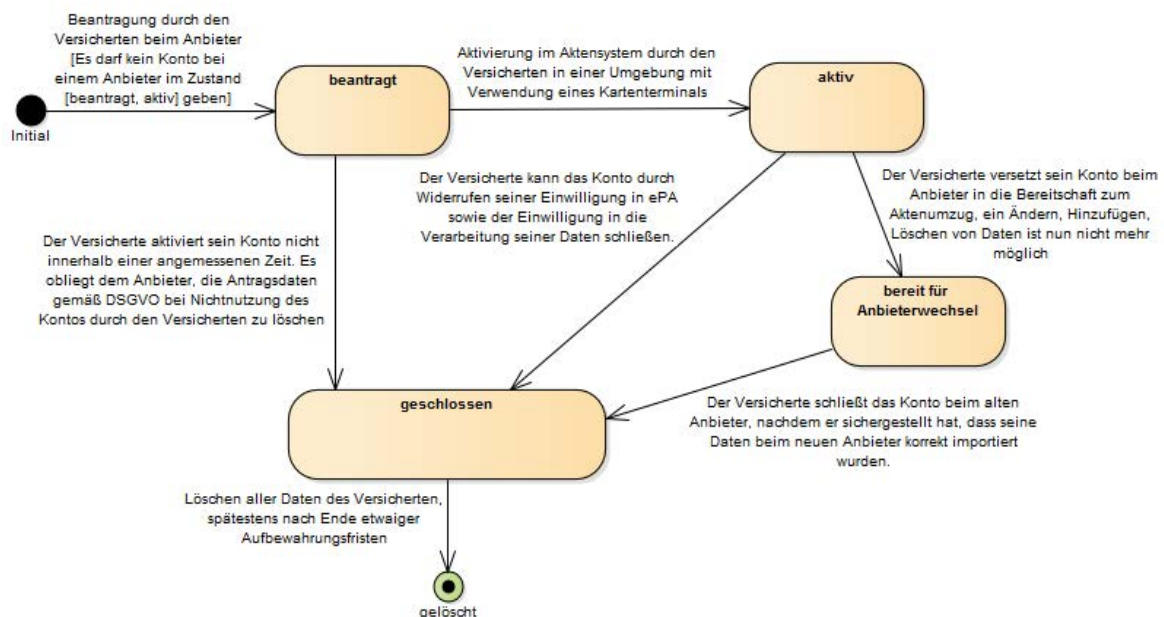 Beantragung durch den
Versicherten beim Anbieter
[Es darf kein Konto bei
einem Anbieter im Zustand
[beantragt, aktiv] geben]
Initial
beantragt
Aktivierung im Aktensystem durch den
Versicherten in einer Umgebung mit
Verwendung eines Kartenterminals
aktiv
Der Versicherte aktiviert sein Konto nicht
innerhalb einer angemessenen Zeit. Es
obliegt dem Anbieter, die Antragsdaten
gemäß DSGVO bei Nichtnutzung des
Kontos durch den Versicherten zu löschen
Der Versicherte kann das Konto durch
Widerrufen seiner Einwilligung in ePA
sowie der Einwilligung in die
Verarbeitung seiner Daten schließen.
Der Versicherte versetzt sein Konto beim
Anbieter in die Bereitschaft zum
Aktenumzug, ein Ändern, Hinzufügen,
Löschen von Daten ist nun nicht mehr
möglich
bereit für
Anbieterwechsel
geschlossen
Der Versicherte schließt das Konto beim alten
Anbieter, nachdem er sichergestellt hat, dass seine
Daten beim neuen Anbieter korrekt importiert
wurden.
Löschen aller Daten des Versicherten,
spätestens nach Ende etwaiger
Aufbewahrungsfristen
gelöscht